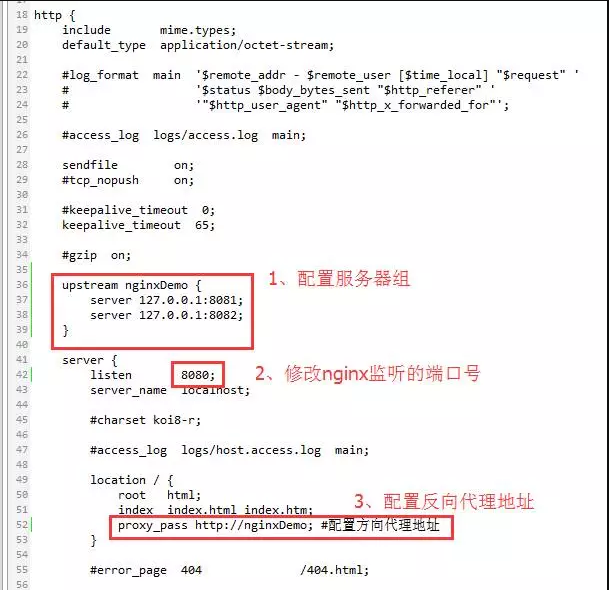 18 http {
19 include mime.types;
20 default_type application/octet-stream;
21
22 #log_format main '$remote_addr - $remote_user [$time_local] "$request" '
23 # '$status $body_bytes_sent "$http_referer" '
24 # '"$http_user_agent" "$http_x_forwarded_for"';
25
26 #access_log logs/access.log main;
27
28 sendfile on;
29 #tcp_nopush on;
30
31 #keepalive_timeout 0;
32 keepalive_timeout 65;
33
34 #gzip on;
35
1、配置服务器组
36 upstream nginxDemo {
37 server 127.0.0.1:8081;
38 server 127.0.0.1:8082;
39 }
40
41 server {
42 listen 8080; 2、修改nginx监听的端口号
43 server_name localhost;
44
45 #charset koi8-r;
46
47 #access_log logs/host.access.log main;
48
49 location / {
50 root html;
3、配置反向代理地址
51 index index.html index.htm;
52 proxy_pass http://nginxDemo; #配置方向代理地址
53 }
54
55 #error_page 404 /404.html;
56